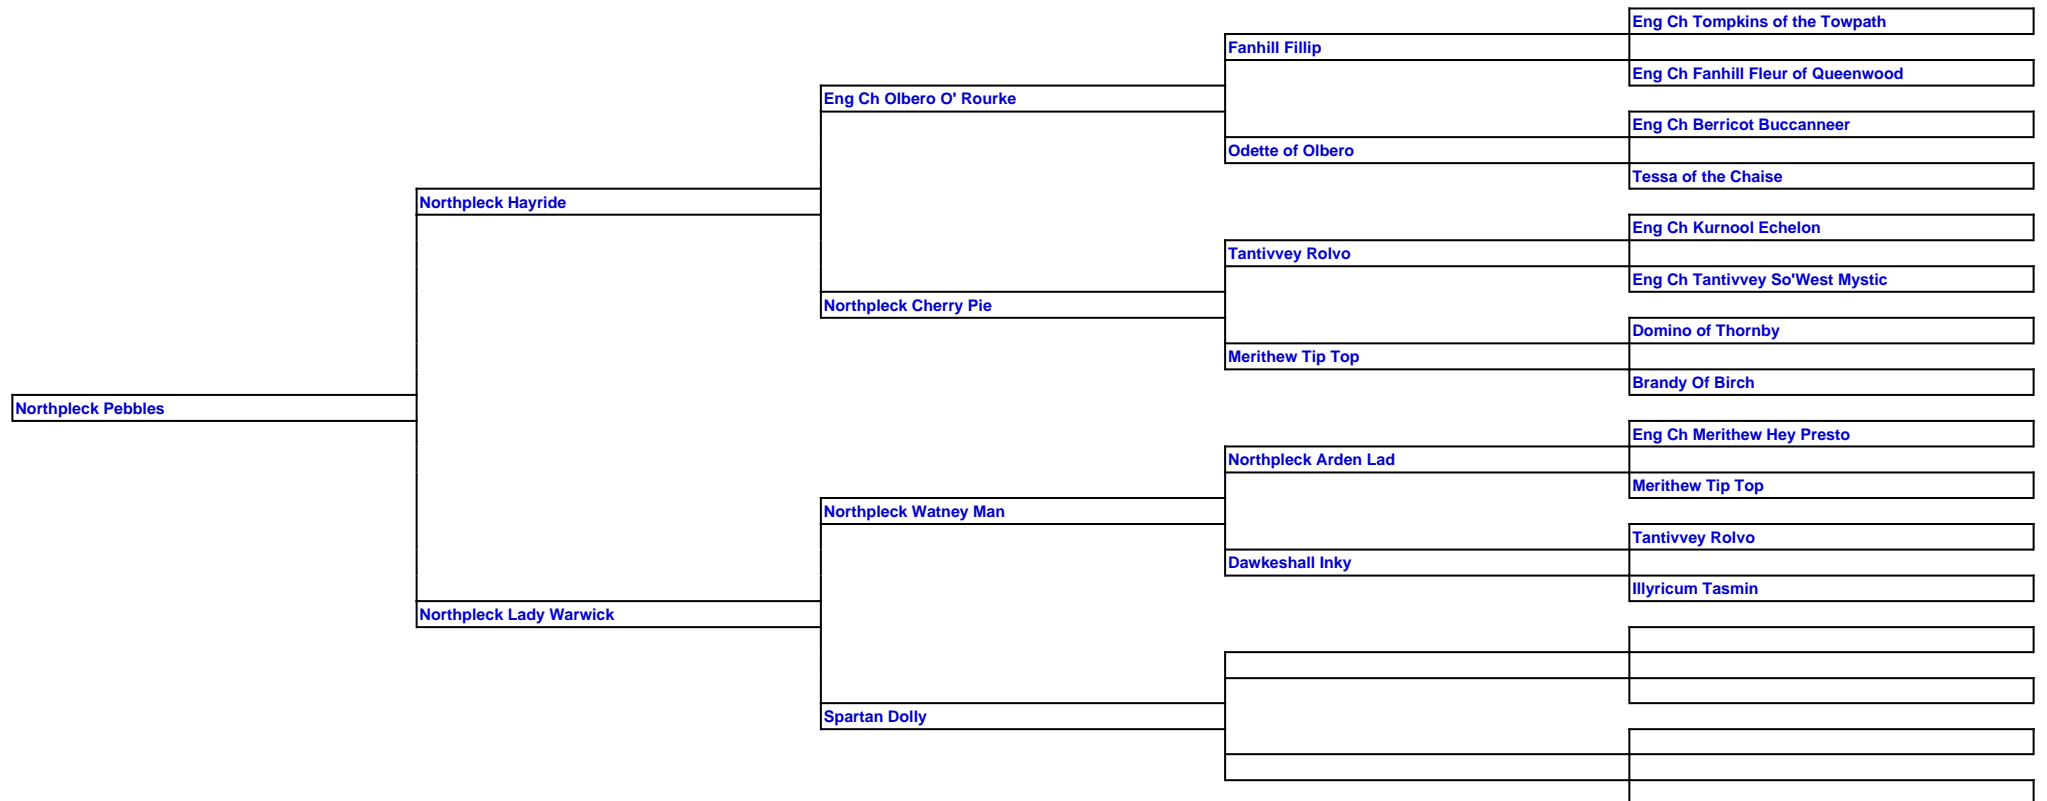 Eng Ch Tompkins of the Towpath
Fanhill Fillip
Eng Ch Fanhill Fleur of Queenwood
Eng Ch Olbero O' Rourke
Eng Ch Berricot Buccanneer
Odette of Olbero
Tessa of the Chaise
Northpleck Hayride
Eng Ch Kurnool Echelon
Tantivvey Rolvo
Eng Ch Tantivvey So'West Mystic
Northpleck Cherry Pie
Domino of Thornby
Merithew Tip Top
Brandy Of Birch
Northpleck Pebbles
Eng Ch Merithew Hey Presto
Northpleck Arden Lad
Merithew Tip Top
Northpleck Watney Man
Tantivvey Rolvo
Dawkeshall Inky
Illyricum Tasmin
Northpleck Lady Warwick
Spartan Dolly